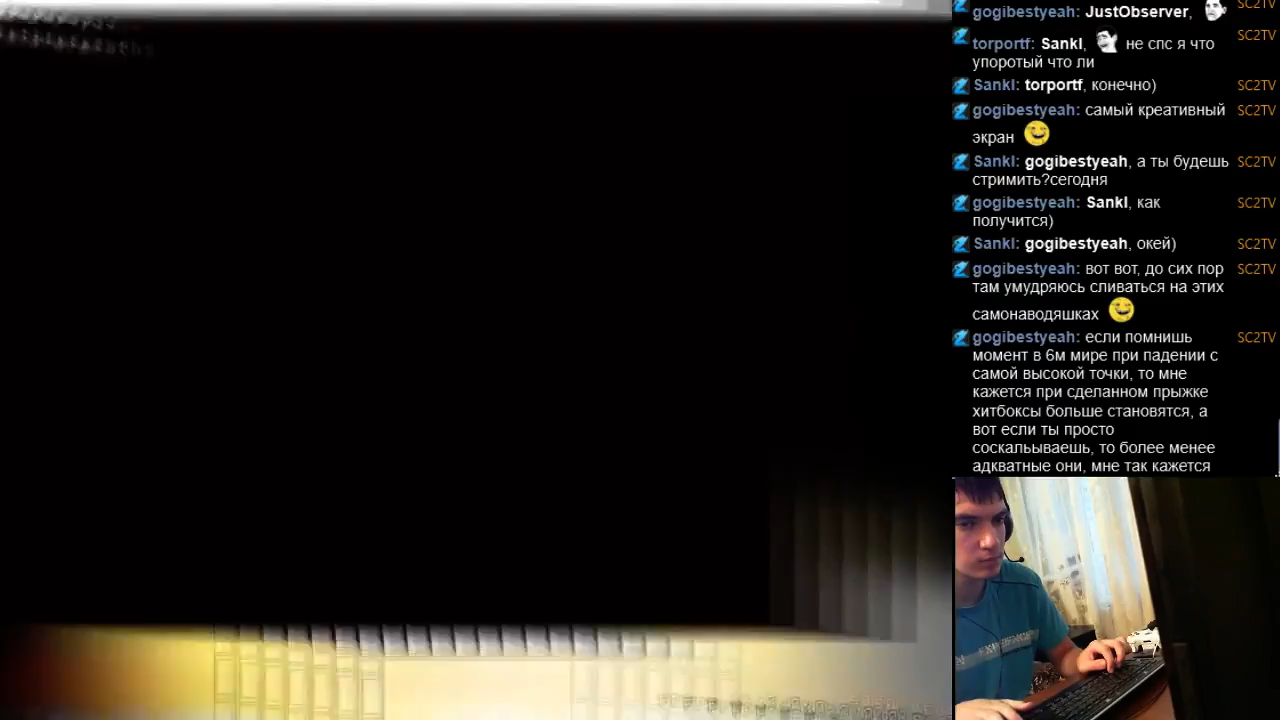 gogibestyeah: JustObserver,
SC2TV
torportf: Sankl, не спс я что
SC2TV
упоротый что ли
Sankl: torportf, конечно)
SC2TV
gogibestyeah: самый креативный
SC2TV
экран
Sankl: gogibestyeah, а ты будешь
SC2TV
стримить?сегодня
gogibestyeah: Sankl, как
SC2TV
получится)
Sankl: gogibestyeah, окей)
SC2TV
gogibestyeah: вот вот, до сих пор
SC2TV
там умудряюсь сливаться на этих
самонаводяшках
gogibestyeah: если помнишь
SC2TV
момент в 6м мире при падении с
самой высокой точки, то мне
кажется при сделанном прыжке
хитбоксы больше становятся, а
вот если ты просто
соскальываешь, то более менее
адкватные они, мне так кажется